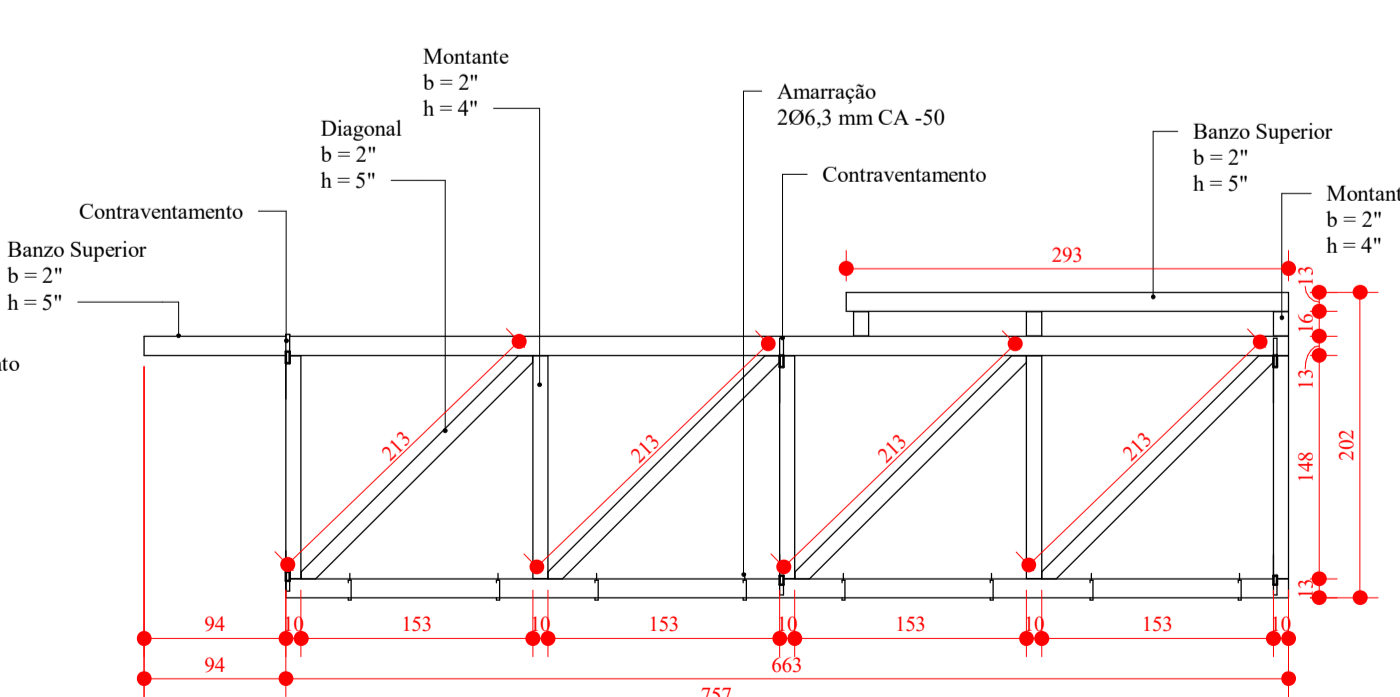 Montante
b = 2"
h = 4"
Amarração
2Ø6,3 mm CA -50
Diagonal
b = 2"
h = 5"
Banzo Superior
b = 2"
h = 5"
Contraventamento
Montant
b = 2"
h = 4"
Contraventamento
Banzo Superior
b = 2"
h = 5"
to
293
13
16
13
148
202
13
213
213
213
213
94
10
153
10
153
10
153
10
153
10
94
663
757